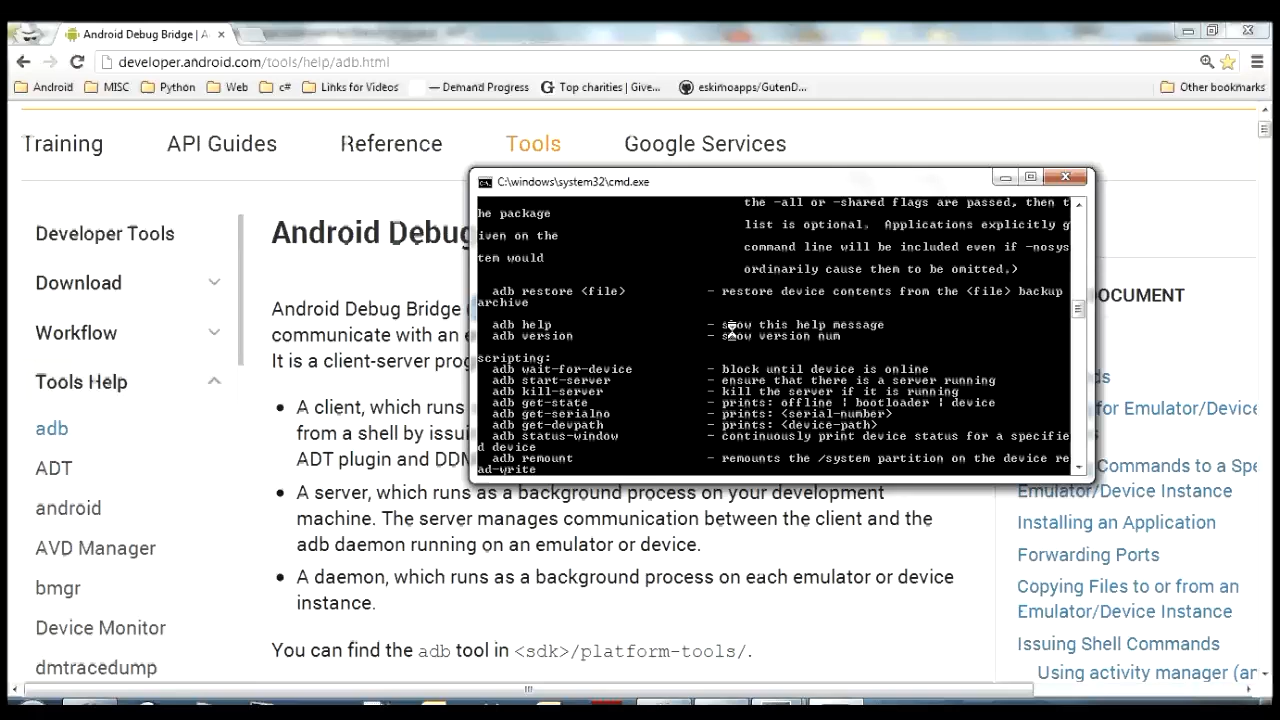 Android Debug Bridge | A
developer.android.com/tools/help/adb.html
Android MISC Python Web c# Links for Videos — Demand Progress Top charities | Give... eskimoapps/GutenD... Other bookmarks
Training API Guides Reference Tools Google Services
C:\windows\system32\cmd.exe
the -all or -shared flags are passed, then t
he package
list is optional. Applications explicitly g
iven on the
command line will be included even if -nosys
tem would
ordinarily cause them to be omitted.)
adb restore <file> - restore device contents from the <file> backup
archive
adb help - show this help message
adb version - show version num
scripting:
adb wait-for-device - block until device is online
adb start-server - ensure that there is a server running
adb kill-server - kill the server if it is running
adb get-state - prints: offline | bootloader | device
adb get-serialno - prints: <serial-number>
adb get-devpath - prints: <device-path>
adb status-window - continuously print device status for a specifie
d device
adb remount - remounts the /system partition on the device re
ad-write
Developer Tools
Download
Workflow
Tools Help
adb
ADT
android
AVD Manager
bmgr
Device Monitor
dmtracedump
Android Debug
Android Debug Bridge
communicate with an e
It is a client-server prog
A client, which runs
from a shell by issui
ADT plugin and DDM
A server, which runs as a background process on your development
machine. The server manages communication between the client and the
adb daemon running on an emulator or device.
A daemon, which runs as a background process on each emulator or device
instance.
You can find the adb tool in <sdk>/platform-tools/.
OCUMENT
ds
for Emulator/Device
s
Commands to a Spe
Emulator/Device Instance
Installing an Application
Forwarding Ports
Copying Files to or from an
Emulator/Device Instance
Issuing Shell Commands
Using activity manager (an